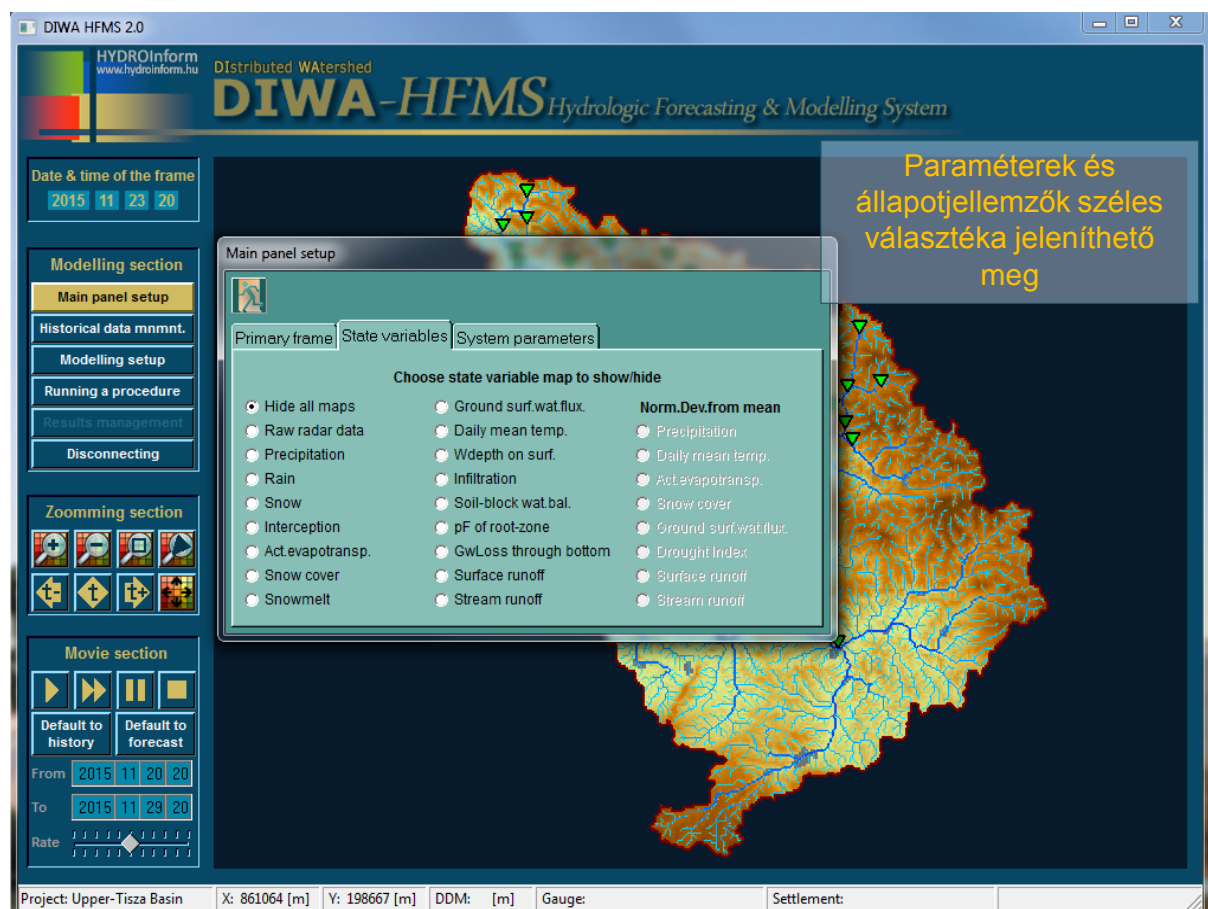 DIWA HFMS 2.0
HYDROInform
www.hydroinform.hu
DIstributed WAtershed
DIWA-HFMS Hydrologic Forecasting & Modelling System
Paraméterek és
állapotjellemzők széles
választéka jeleníthető
meg
Date & time of the frame
2015 11 23 20
Modelling section
Main panel setup
Historical data mnmnt.
Modelling setup
Running a procedure
Results management
Disconnecting
Zoomming section
t- t t+
Movie section
Default to
history
Default to
forecast
From 2015 11 20 20
To 2015 11 29 20
Rate
Main panel setup
Primary frame State variables System parameters
Choose state variable map to show/hide
Hide all maps
Raw radar data
Precipitation
Rain
Snow
Interception
Act.evapotransp.
Snow cover
Snowmelt
Ground surf.wat.flux.
Daily mean temp.
Wdepth on surf.
Infiltration
Soil-block wat.bal.
pF of root-zone
GwLoss through bottom
Surface runoff
Stream runoff
Norm.Dev.from mean
Precipitation
Daily mean temp.
Act.evapotransp.
Snow cover
Ground surf.wat.flux.
Drought Index
Surface runoff
Stream runoff
Project: Upper-Tisza Basin X: 861064 [m] Y: 198667 [m] DDM: [m] Gauge: Settlement: